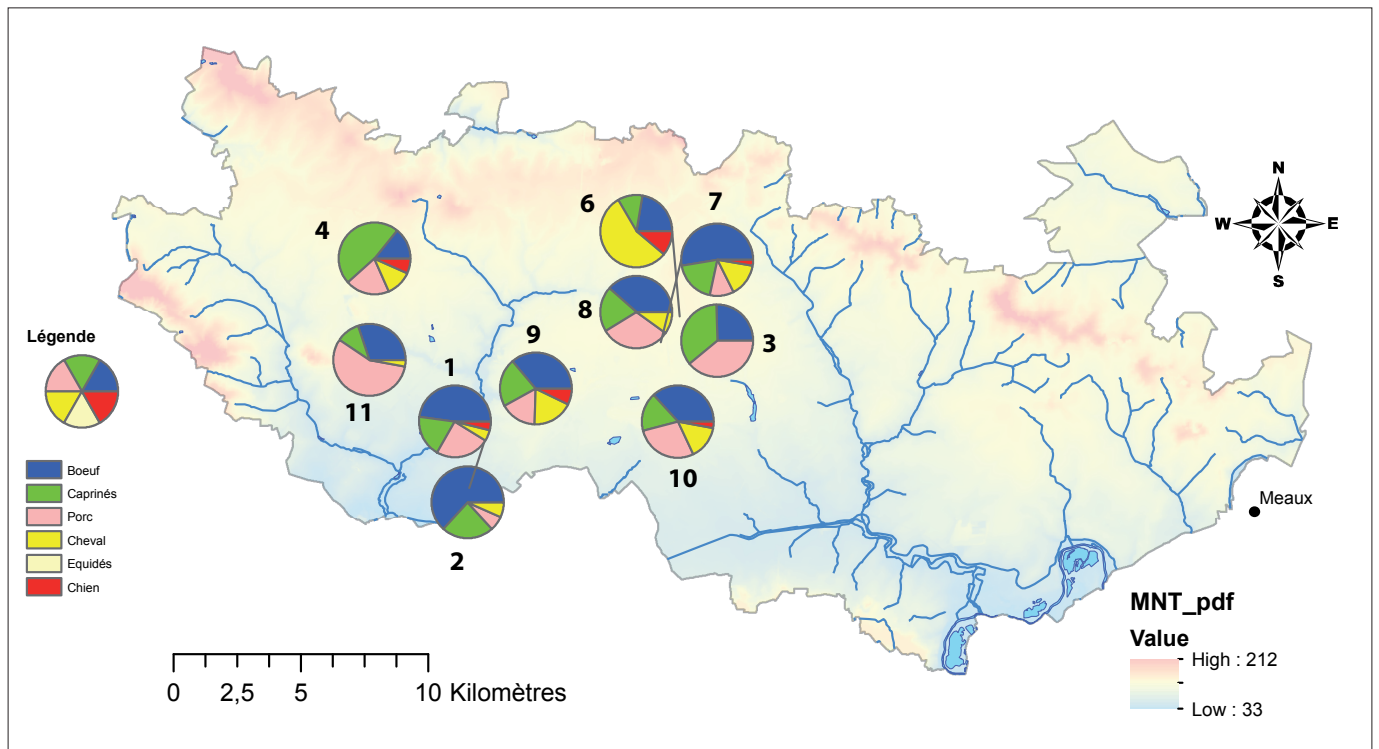 N
W
E
S
6
7
4
8
3
Légende
9
1
11
10
2
Boeuf
Caprinés
Porc
Cheval
Equidés
Chien
Meaux
MNT_pdf
Value
High : 212
Low : 33
0 2,5 5 10 Kilomètres